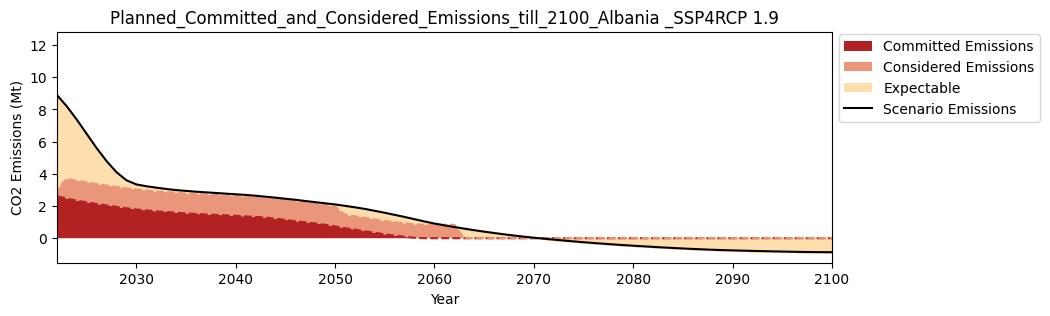 Planned_Committed_and_Considered_Emissions_till_2100_Albania _SSP4RCP 1.9
CO2 Emissions (Mt)
12
10
8
6
4
2
0
2030
2040
2050
2060
2070
2080
2090
2100
Year
Committed Emissions
Considered Emissions
Expectable
Scenario Emissions